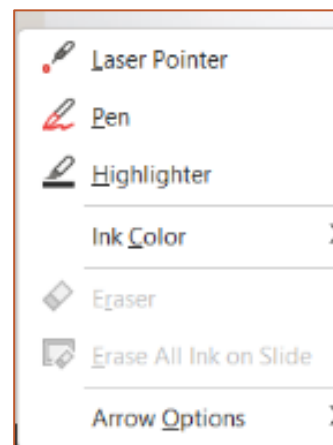 Laser Pointer
Pen
Highlighter
Ink Color
Eraser
Erase All Ink on Slide
Arrow Options